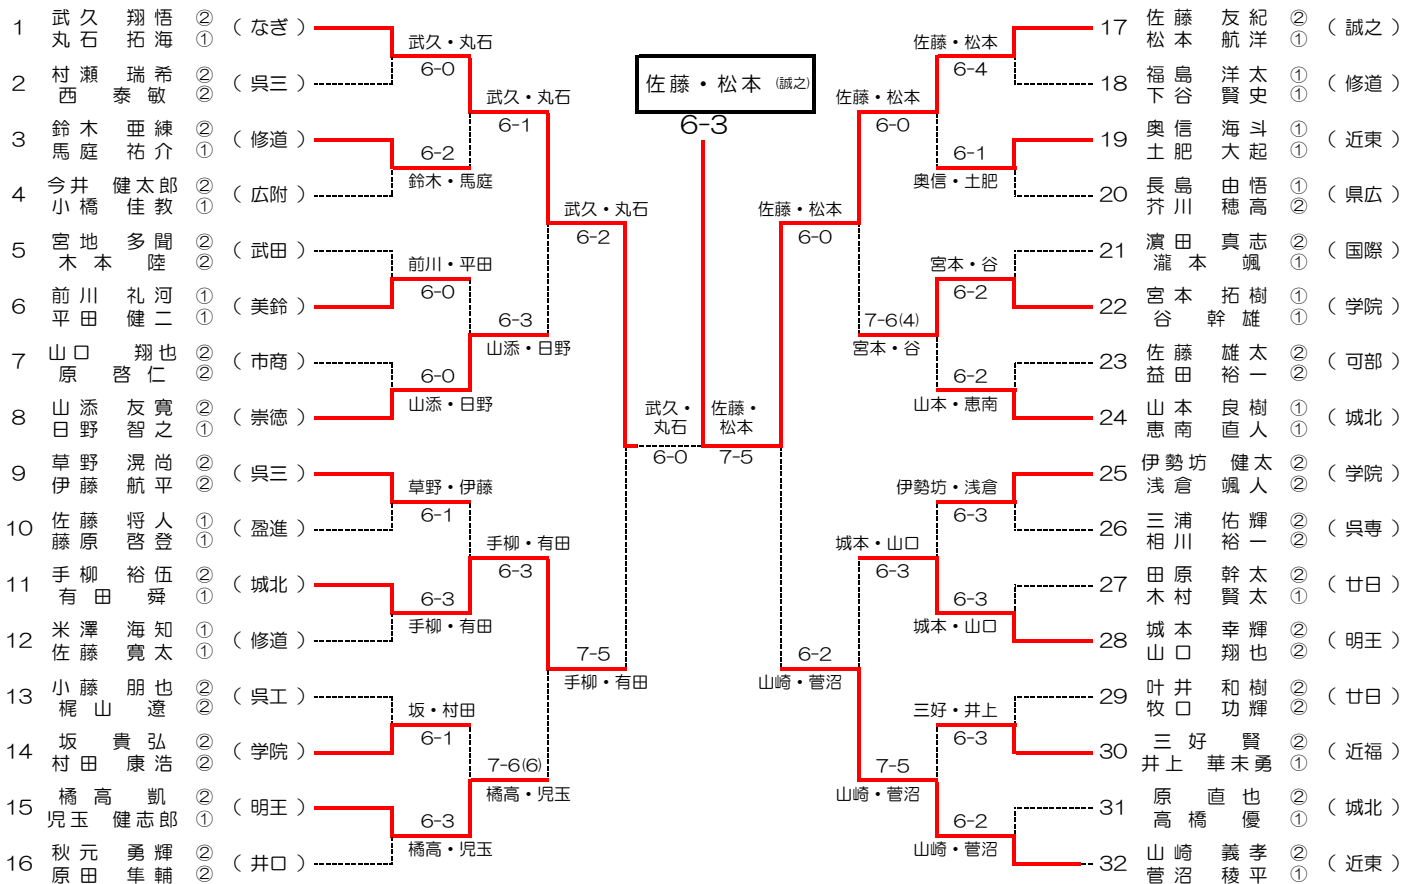 1 武久 翔悟 ② 丸石 拓海 ① （なぎ）
2 村瀬 瑞希 ② 西 泰敏 ② （呉三）
3 鈴木 亜練 ② 馬庭 祐介 ① （修道）
4 今井 健太郎 ② 小橋 佳教 ① （広附）
5 宮地 多聞 ② 木本 陸 ② （武田）
6 前川 礼河 ① 平田 健二 ① （美鈴）
7 山口 翔也 ② 原 啓仁 ② （市商）
8 山添 友寛 ② 日野 智之 ① （崇徳）
9 草野 滉尚 ② 伊藤 航平 ② （呉三）
10 佐藤 将人 ① 藤原 啓登 ① （盈進）
11 手柳 裕伍 ② 有田 舜 ① （城北）
12 米澤 海知 ① 佐藤 寛太 ① （修道）
13 小藤 朋也 ② 梶山 遼 ② （呉工）
14 坂 貴弘 ② 村田 康浩 ② （学院）
15 橘高 凱 ② 児玉 健志郎 ① （明王）
16 秋元 勇輝 ② 原田 隼輔 ② （井口）
武久・丸石
6-0
6-2
鈴木・馬庭
前川・平田
6-0
6-0
山添・日野
草野・伊藤
6-1
6-3
手柳・有田
坂・村田
6-1
6-3
橘高・児玉
武久・丸石
6-1
6-3
山添・日野
手柳・有田
6-3
7-6(6)
橘高・児玉
武久・丸石
6-2
7-5
手柳・有田
武久・
丸石
6-0
佐藤・松本 (誠之)
6-3
佐藤・
松本
7-5
佐藤・松本
6-0
6-2
山崎・菅沼
佐藤・松本
6-0
7-6(4)
宮本・谷
城本・山口
6-3
7-5
山崎・菅沼
佐藤・松本
6-4
6-1
奥信・土肥
宮本・谷
6-2
6-2
山本・恵南
伊勢坊・浅倉
6-3
6-3
城本・山口
三好・井上
6-3
6-2
山崎・菅沼
17 佐藤 友紀 ② 松本 航洋 ① （誠之）
18 福島 洋太 ① 下谷 賢史 ① （修道）
19 奥信 海斗 ① 土肥 大起 ① （近東）
20 長島 由悟 ① 芥川 穂高 ② （県広）
21 濵田 真志 ② 瀧本 颯 ① （国際）
22 宮本 拓樹 ① 谷 幹雄 ① （学院）
23 佐藤 雄太 ② 益田 裕一 ② （可部）
24 山本 良樹 ① 恵南 直人 ① （城北）
25 伊勢坊 健太 ② 浅倉 颯人 ② （学院）
26 三浦 佑輝 ② 相川 裕一 ② （呉専）
27 田原 幹太 ② 木村 賢太 ① （廿日）
28 城本 幸輝 ② 山口 翔也 ② （明王）
29 叶井 和樹 ② 牧口 功輝 ② （廿日）
30 三好 賢 ② 井上 華未勇 ① （近福）
31 原 直也 ② 高橋 優 ① （城北）
32 山崎 義孝 ② 菅沼 稜平 ① （近東）